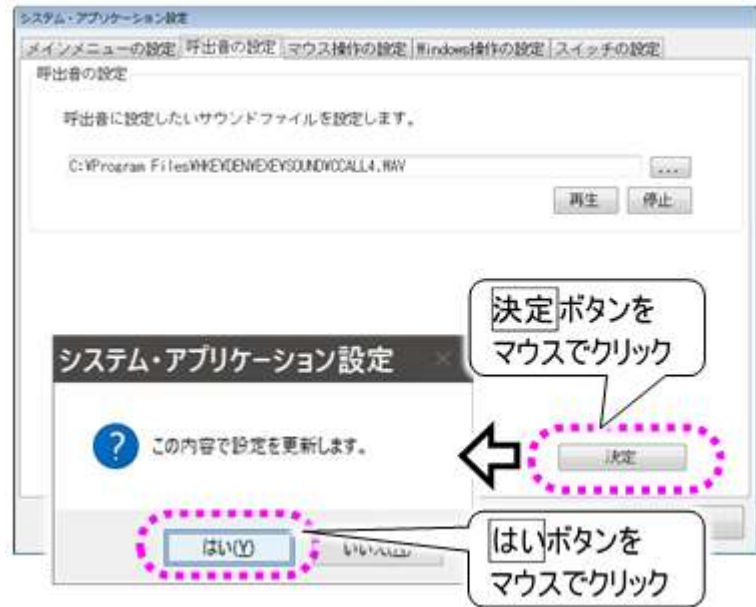 システム・アプリケーション設定
メインメニューの設定 呼出音の設定 マウス操作の設定 Windows操作の設定 スイッチの設定
呼出音の設定
呼出音に設定したいサウンドファイルを設定します。
C:¥Program Files¥HKEYDEN¥EXE¥SOUND¥CCALL4.WAV
...
再生 停止
決定ボタンを
マウスでクリック
システム・アプリケーション設定
×
? この内容で設定を更新します。
決定
はい(Y)
はいボタンを
マウスでクリック